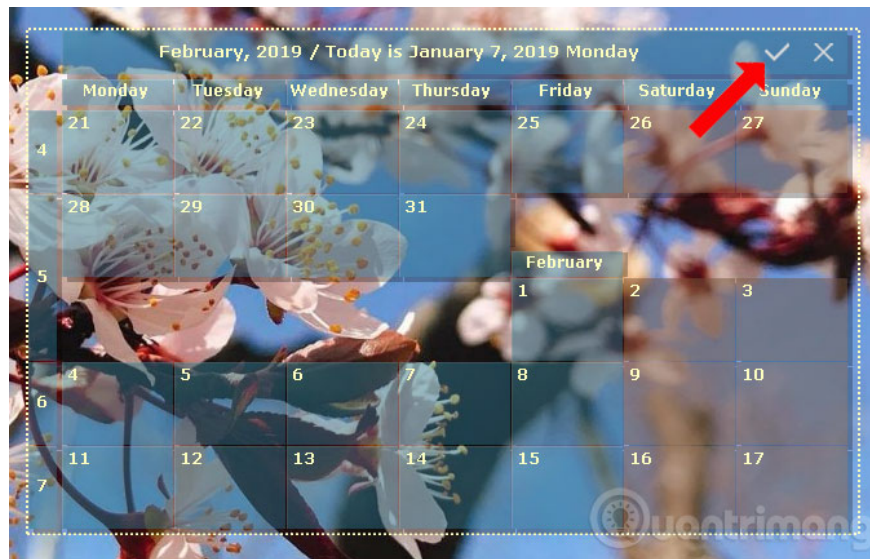 February, 2019 / Today is January 7, 2019 Monday
Monday Tuesday Wednesday Thursday Friday Saturday Sunday
4 21 22 23 24 25 26 27
5 28 29 30 31
February
1 2 3
6 4 5 6 7 8 9 10
7 11 12 13 14 15 16 17
Quantrimang